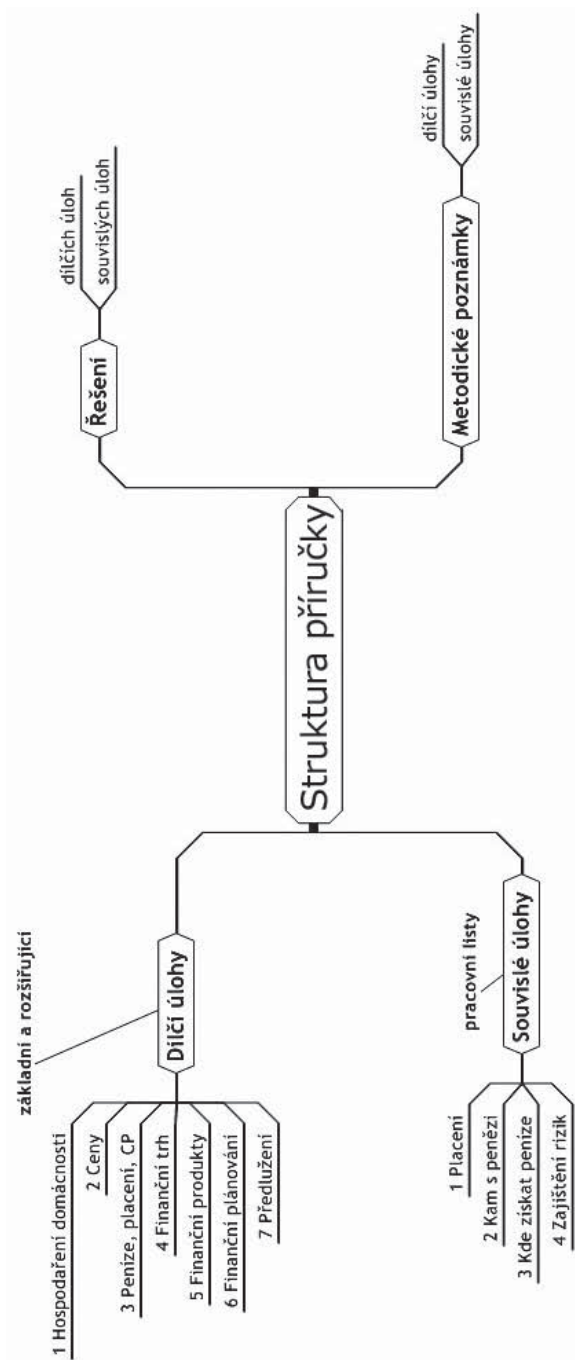 Struktura příručky
základní a rozšiřující
Dílčí úlohy
1 Hospodaření domácností
2 Ceny
3 Peníze, placení, CP
4 Finanční trh
5 Finanční produkty
6 Finanční plánování
7 Předlužení
pracovní listy
Souvislé úlohy
1 Placení
2 Kam s penězi
3 Kde získat peníze
4 Zajištění rizik
Řešení
dílčích úloh
souvislých úloh
Metodické poznámky
dílčí úlohy
souvislé úlohy